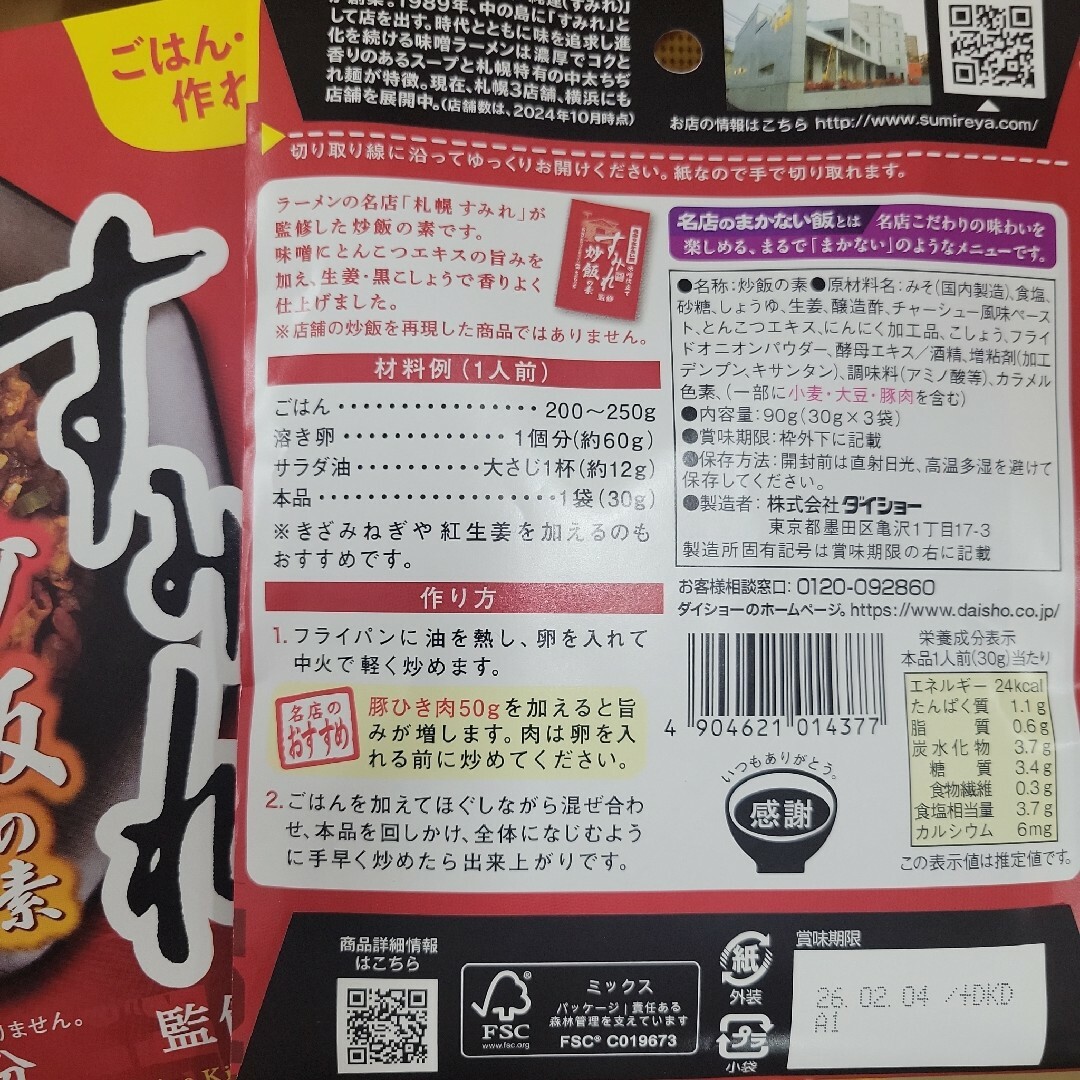 ごはん・
作れ
すみれ
飯
の
素
監修
りません。
が創業。1989年、中の島に「すみれ」と
して店を出す。時代とともに味を追求し進
化を続ける味噌ラーメンは濃厚でコクと
香りのあるスープと札幌特有の中太ちぢ
れ麺が特徴。現在、札幌3店舗、横浜にも
店舗を展開中。(店舗数は、2024年10月時点)
お店の情報はこちら http://www.sumireya.com/
切り取り線に沿ってゆっくりお開けください。紙なので手で切り取れます。
ラーメンの名店「札幌 すみれ」が
監修した炒飯の素です。
味噌にとんこつエキスの旨みを
加え、生姜・黒こしょうで香りよく
仕上げました。
※店舗の炒飯を再現した商品ではありません。
すみれ
監修
炒飯の素
材料例(1人前)
ごはん・・・・・・・・・・・・・・・・・200〜250g
溶き卵・・・・・・・・・・・・・1個分(約60g)
サラダ油・・・・・・・・・・大さじ1杯(約12g)
本品・・・・・・・・・・・・・・・・・・・・1袋(30g)
※きざみねぎや紅生姜を加えるのも
おすすめです。
作り方
1.フライパンに油を熱し、卵を入れて
中火で軽く炒めます。
名店の
おすすめ
豚ひき肉50gを加えると旨
みが増します。肉は卵を入
れる前に炒めてください。
2.ごはんを加えてほぐしながら混ぜ合わ
せ、本品を回しかけ、全体になじむよう
に手早く炒めたら出来上がりです。
名店のまかない飯とは 名店こだわりの味わいを
楽しめる、まるで「まかない」のようなメニューです。
●名称:炒飯の素●原材料名:みそ(国内製造)、食塩、
砂糖、しょうゆ、生姜、醸造酢、チャーシュー風味ペース
ト、とんこつエキス、にんにく加工品、こしょう、フライ
ドオニオンパウダー、酵母エキス/酒精、増粘剤(加工
デンプン、キサンタン)、調味料(アミノ酸等)、カラメル
色素、(一部に小麦・大豆・豚肉を含む)
●内容量:90g(30g×3袋)
●賞味期限:枠外下に記載
●保存方法:開封前は直射日光、高温多湿を避けて
保存してください。
●製造者:株式会社ダイショー
東京都墨田区亀沢1丁目17-3
製造所固有記号は賞味期限の右に記載
お客様相談窓口:0120-092860
ダイショーのホームページ。https://www.daisho.co.jp/
4 904621 014377
いつもありがとう。
感謝
栄養成分表示
本品1人前(30g)当たり
エネルギー 24kcal
たんぱく質 1.1g
脂質 0.6g
炭水化物 3.7g
糖質 3.4g
食物繊維 0.3g
食塩相当量 3.7g
カルシウム 6mg
この表示値は推定値です。
商品詳細情報
はこちら
FSC
www.fsc.org
ミックス
パッケージ|責任ある
森林管理を支えています
FSC® C019673
紙
外装
プラ
小袋
賞味期限
26.02.04 /+DKD
A1